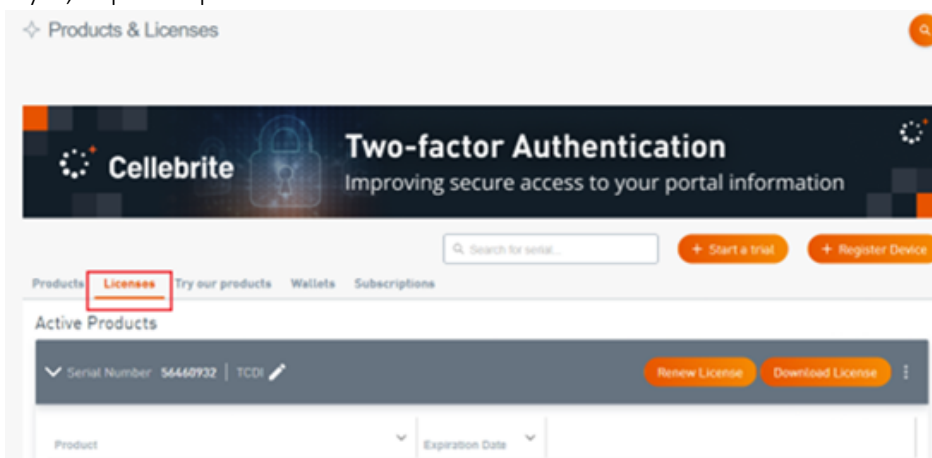 Products & Licenses
Cellebrite
Two-factor Authentication
Improving secure access to your portal information
Search for serial...
+ Start a trial
+ Register Device
Products Licenses Try our products Wallets Subscriptions
Active Products
Serial Number 56460932 | TCDI
Renew License
Download License
Product
Expiration Date